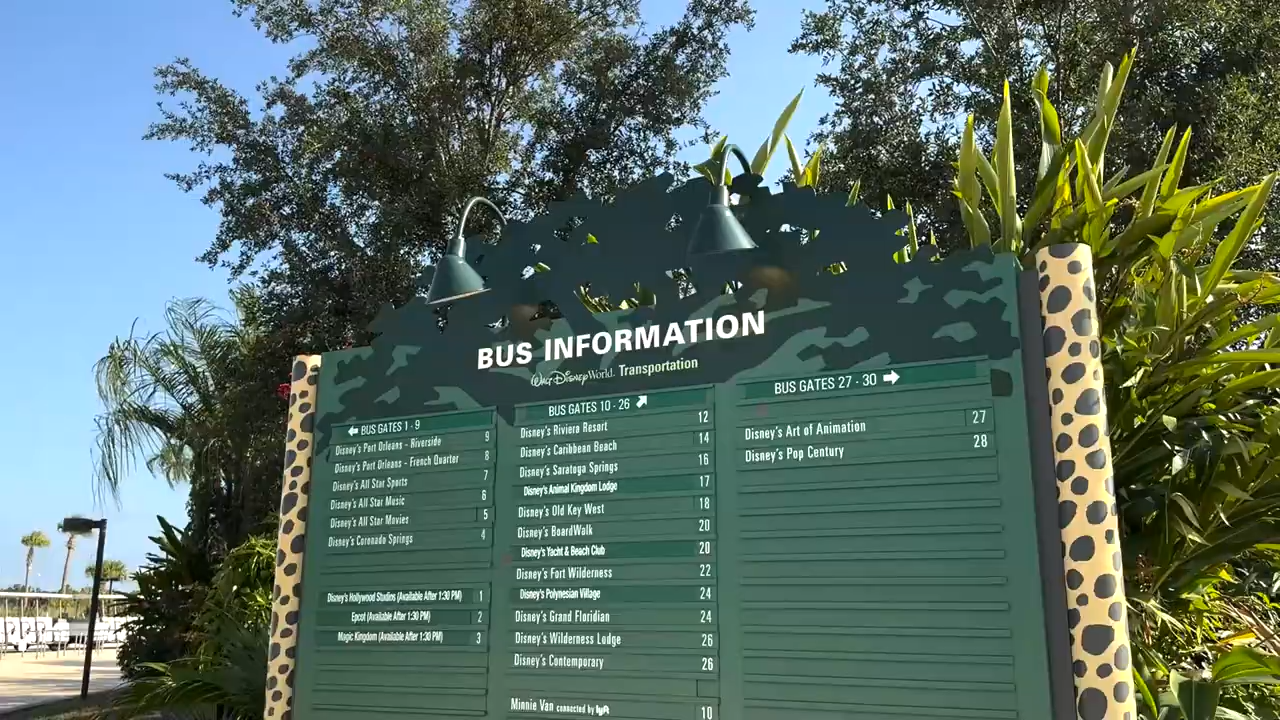 BUS INFORMATION
Walt Disney World. Transportation
← BUS GATES 1 - 9
Disney's Port Orleans - Riverside 9
Disney's Port Orleans - French Quarter 8
Disney's All Star Sports 7
Disney's All Star Music 6
Disney's All Star Movies 5
Disney's Coronado Springs 4
Disney's Hollywood Studios (Available After 1:30 PM) 1
Epcot (Available After 1:30 PM) 2
Magic Kingdom (Available After 1:30 PM) 3
BUS GATES 10 - 26 ↗
Disney's Riviera Resort 12
Disney's Caribbean Beach 14
Disney's Saratoga Springs 16
Disney's Animal Kingdom Lodge 17
Disney's Old Key West 18
Disney's BoardWalk 20
Disney's Yacht & Beach Club 20
Disney's Fort Wilderness 22
Disney's Polynesian Village 24
Disney's Grand Floridian 24
Disney's Wilderness Lodge 26
Disney's Contemporary 26
Minnie Van connected by lyft 10
BUS GATES 27 - 30 →
Disney's Art of Animation 27
Disney's Pop Century 28